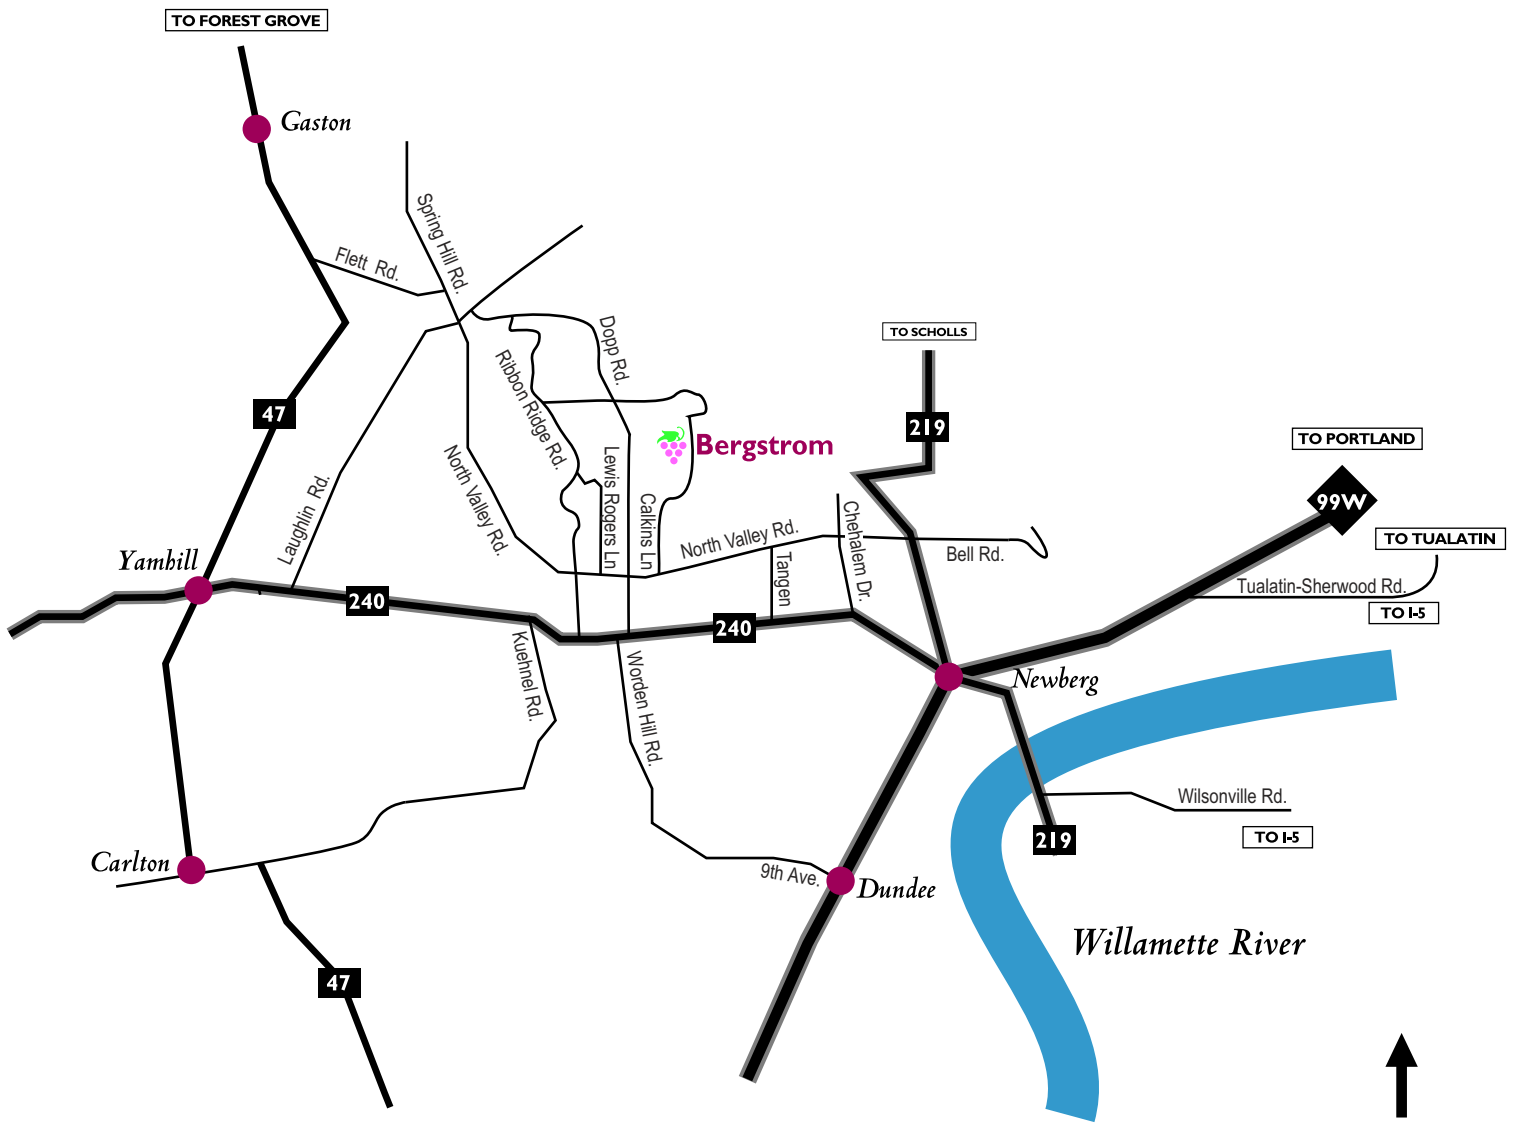 TO FOREST GROVE
Gaston
Spring Hill Rd.
Flett Rd.
TO SCHOLLS
Dopp Rd.
Ribbon Ridge Rd.
47
219
TO PORTLAND
Bergstrom
99W
North Valley Rd.
Lewis Rogers Ln
Calkins Ln
Laughlin Rd.
North Valley Rd.
Chehalem Dr.
Bell Rd.
TO TUALATIN
Yamhill
Tangen
Tualatin-Sherwood Rd.
240
TO I-5
240
Kuehnel Rd.
Worden Hill Rd.
Newberg
Wilsonville Rd.
219
TO I-5
Carlton
9th Ave.
Dundee
Willamette River
47